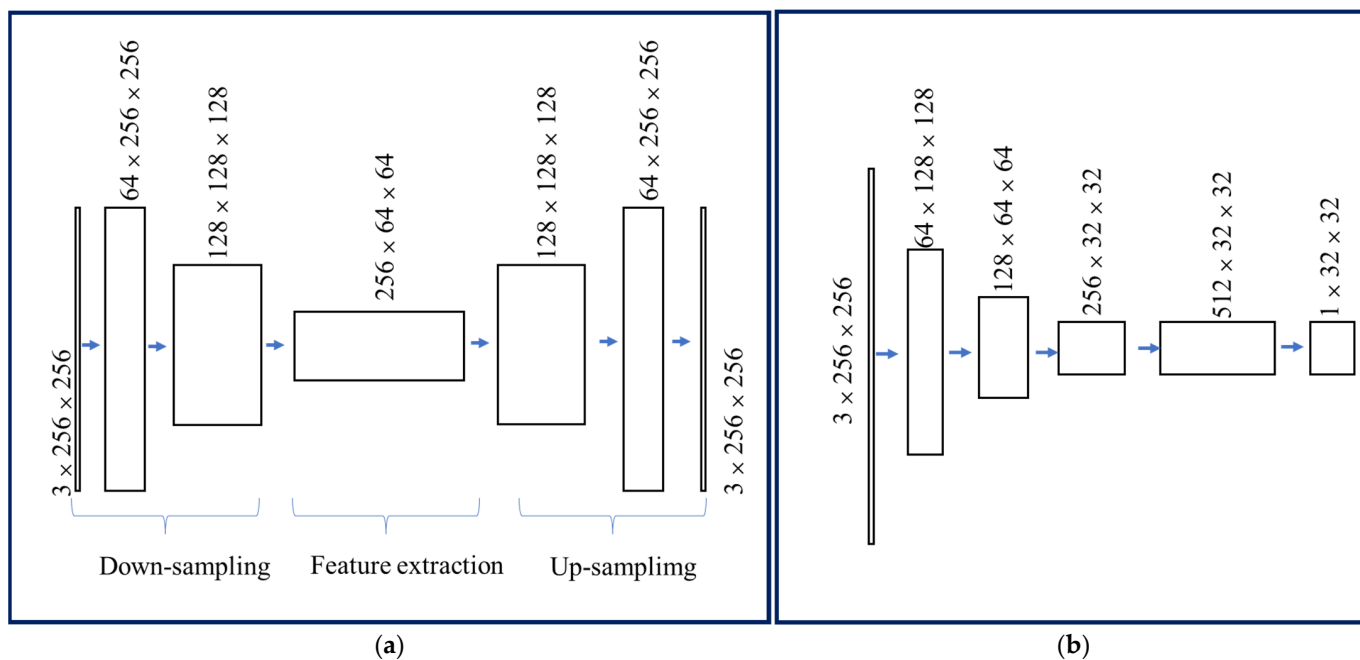 3 × 256 × 256
64 × 256 × 256
128 × 128 × 128
256 × 64 × 64
128 × 128 × 128
64 × 256 × 256
3 × 256 × 256
Down-sampling
Feature extraction
Up-samplimg
(a)
3 × 256 × 256
64 × 128 × 128
128 × 64 × 64
256 × 32 × 32
512 × 32 × 32
1 × 32 × 32
(b)